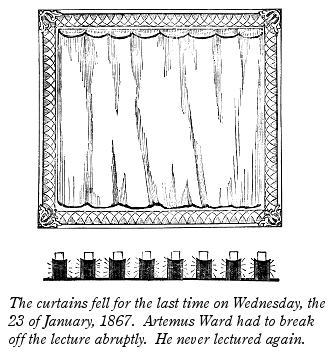 The curtains fell for the last time on Wednesday, the
23 of January, 1867.  Artemus Ward had to break
off the lecture abruptly.  He never lectured again.